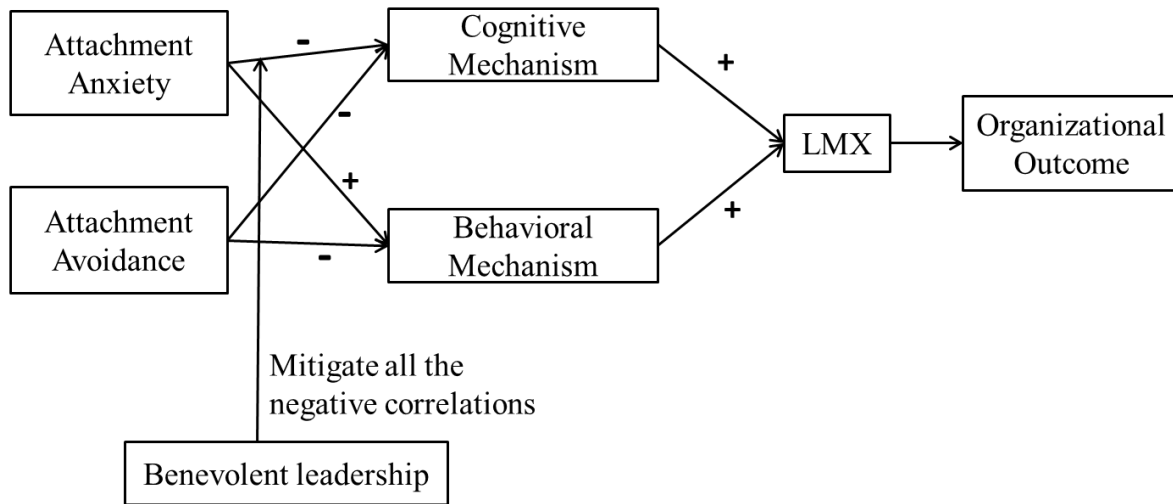 Attachment
Anxiety
-
Cognitive
Mechanism
+
LMX
Organizational
Outcome
-
+
Attachment
Avoidance
-
Behavioral
Mechanism
+
Mitigate all the
negative correlations
Benevolent leadership